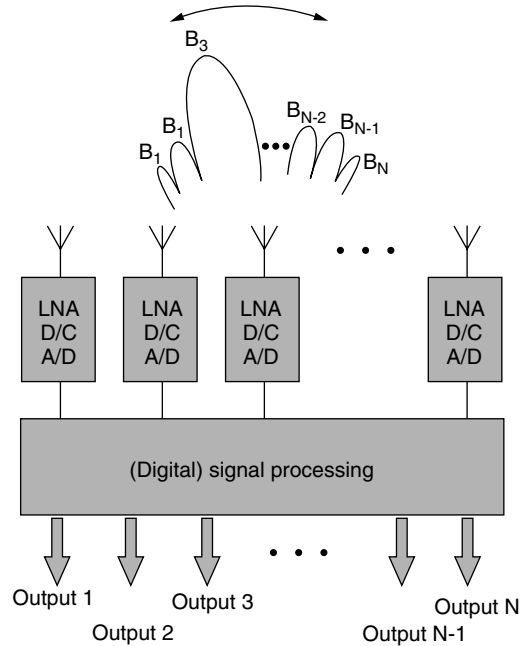 B3
B1
B1
BN-2
BN-1
BN
LNA D/C A/D
LNA D/C A/D
LNA D/C A/D
LNA D/C A/D
(Digital) signal processing
Output 1
Output 2
Output 3
Output N-1
Output N